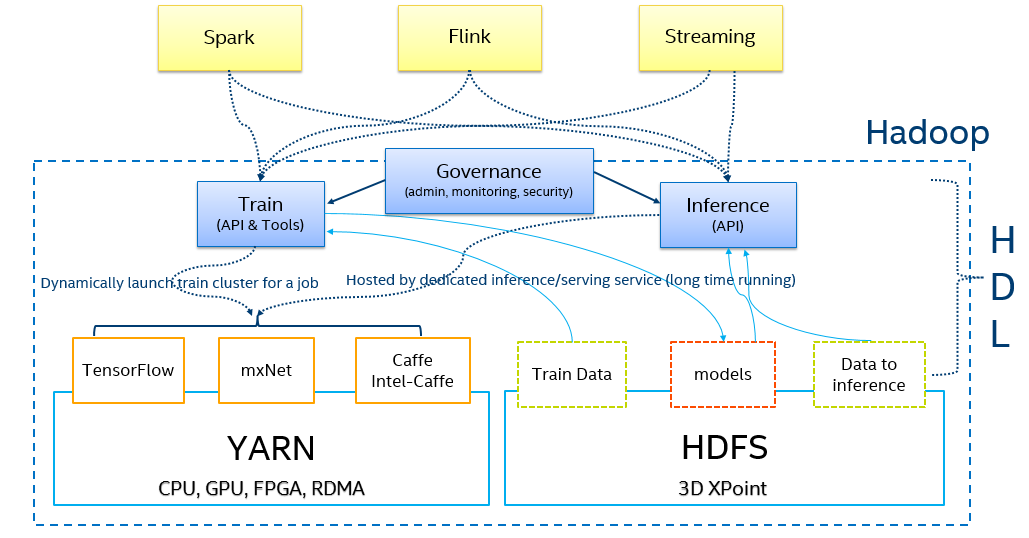 Spark
Flink
Streaming
Hadoop
Governance
(admin, monitoring, security)
Train
(API & Tools)
Inference
(API)
H
D
L
Dynamically launch train cluster for a job
Hosted by dedicated inference/serving service (long time running)
TensorFlow
mxNet
Caffe
Intel-Caffe
Train Data
models
Data to
inference
YARN
CPU, GPU, FPGA, RDMA
HDFS
3D XPoint